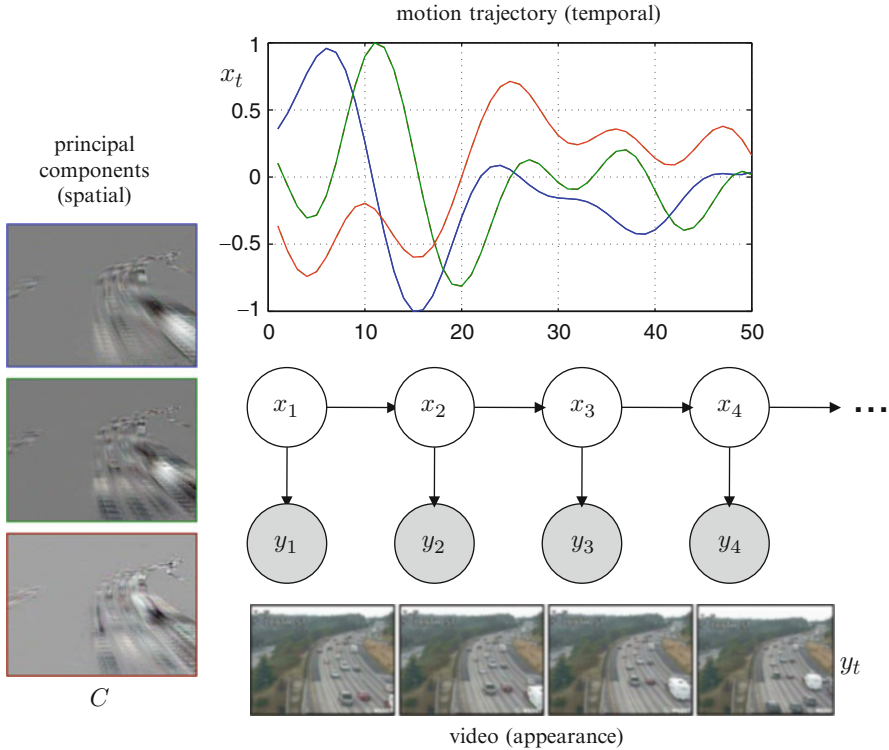 motion trajectory (temporal)
x_t
1
0.5
0
−0.5
−1
0
10
20
30
40
50
principal
components
(spatial)
C
x_1
x_2
x_3
x_4
...
y_1
y_2
y_3
y_4
y_t
video (appearance)